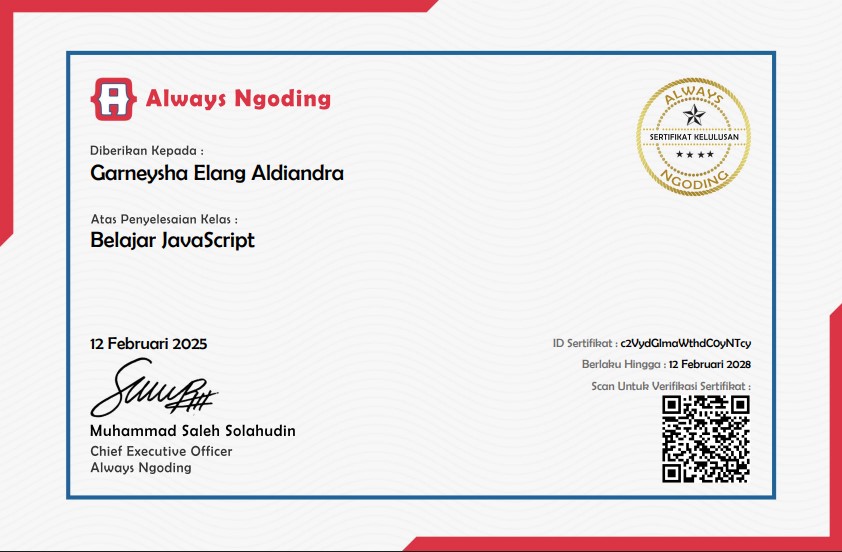 Always Ngoding
Diberikan Kepada :
Garneysha Elang Aldiandra
Atas Penyelesaian Kelas :
Belajar JavaScript
ALWAYS
SERTIFIKAT KELULUSAN
NGODING
12 Februari 2025
Muhammad Saleh Solahudin
Chief Executive Officer
Always Ngoding
ID Sertifikat : c2VydGlmaWthdC0yNTcy
Berlaku Hingga : 12 Februari 2028
Scan Untuk Verifikasi Sertifikat :